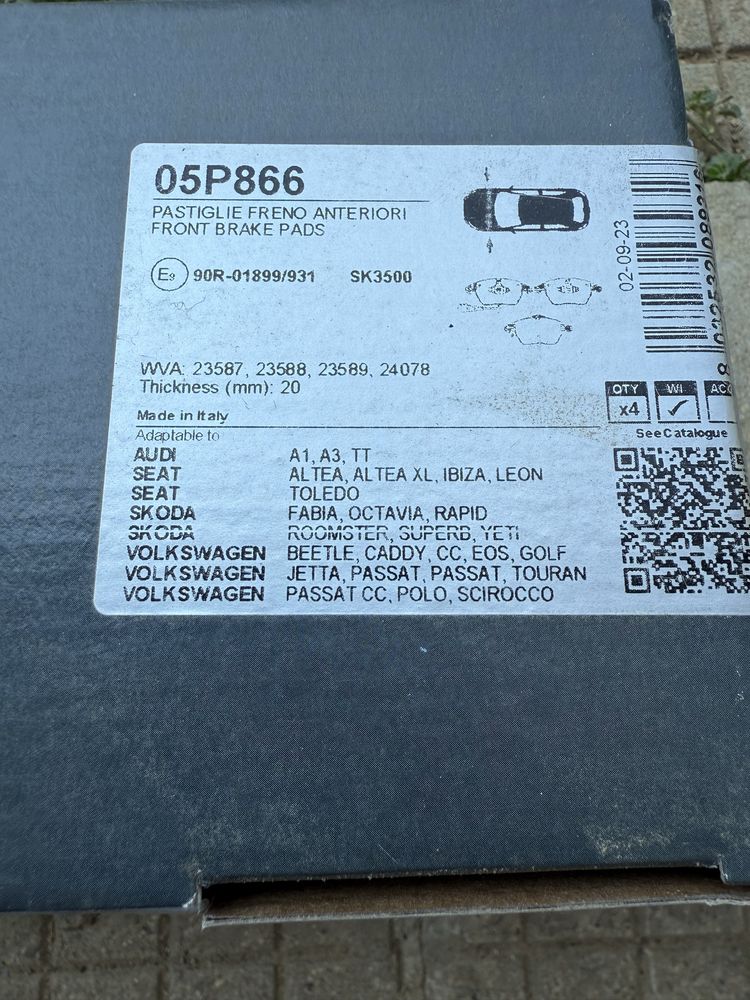 05P866
PASTIGLIE FRENO ANTERIORI
FRONT BRAKE PADS
E9 90R-01899/931 SK3500
02-09-23
WVA: 23587, 23588, 23589, 24078
Thickness (mm): 20
QTY WI
x4
Made in Italy
See Catalogue
Adaptable to
AUDI A1, A3, TT
SEAT ALTEA, ALTEA XL, IBIZA, LEON
SEAT TOLEDO
SKODA FABIA, OCTAVIA, RAPID
SKODA ROOMSTER, SUPERB, YETI
VOLKSWAGEN BEETLE, CADDY, CC, EOS, GOLF
VOLKSWAGEN JETTA, PASSAT, PASSAT, TOURAN
VOLKSWAGEN PASSAT CC, POLO, SCIROCCO